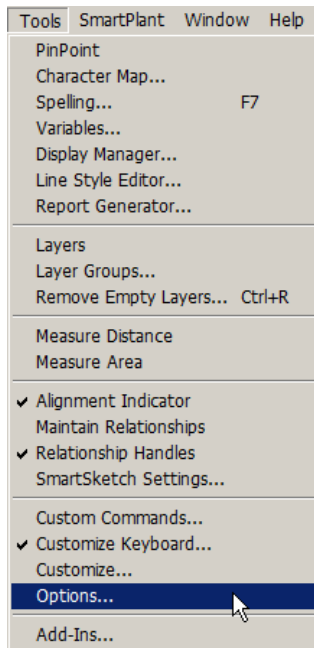 Tools SmartPlant Window Help
PinPoint
Character Map...
Spelling... F7
Variables...
Display Manager...
Line Style Editor...
Report Generator...
Layers
Layer Groups...
Remove Empty Layers... Ctrl+R
Measure Distance
Measure Area
Alignment Indicator
Maintain Relationships
Relationship Handles
SmartSketch Settings...
Custom Commands...
Customize Keyboard...
Customize...
Options...
Add-Ins...